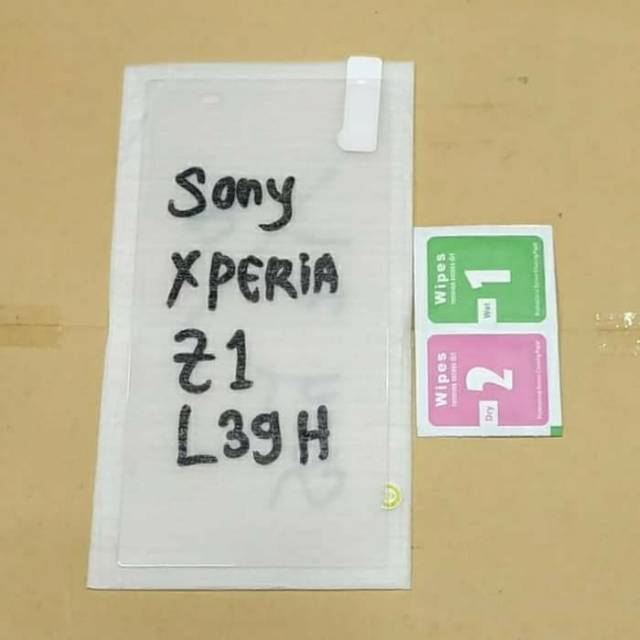 Sony
XPERiA
Z1
L39H
Wipes
1
Wet
Wipes
2
Dry